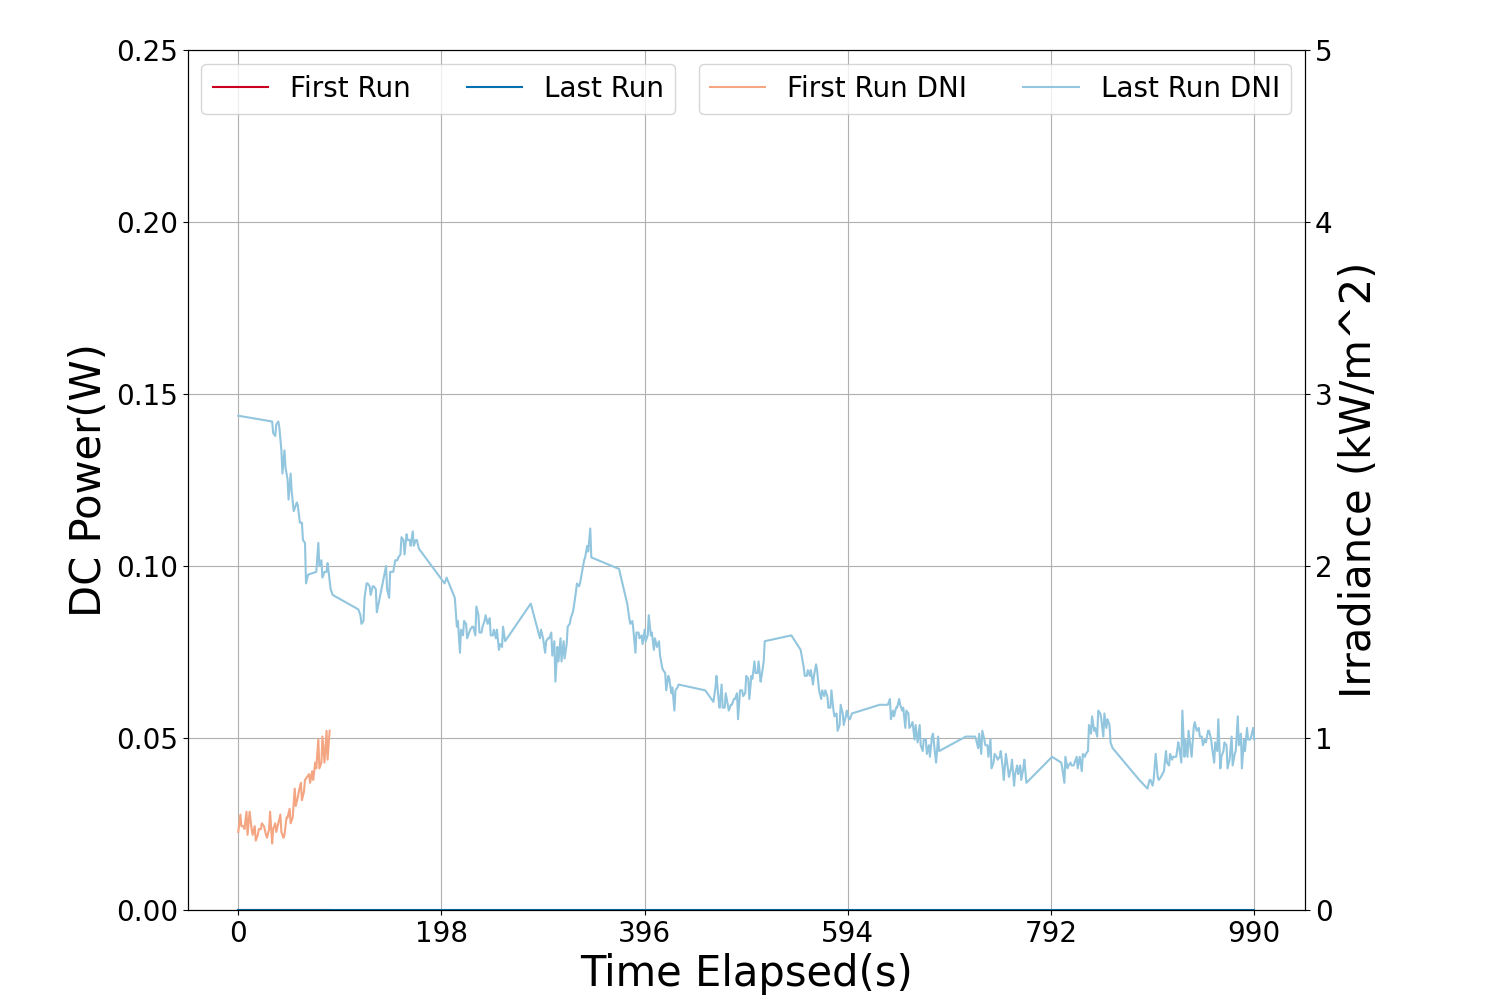 First Run Last Run First Run DNI Last Run DNI
0.25
0.20
0.15
0.10
0.05
0.00
DC Power(W)
5
4
3
2
1
0
Irradiance (kW/m^2)
0 198 396 594 792 990
Time Elapsed(s)